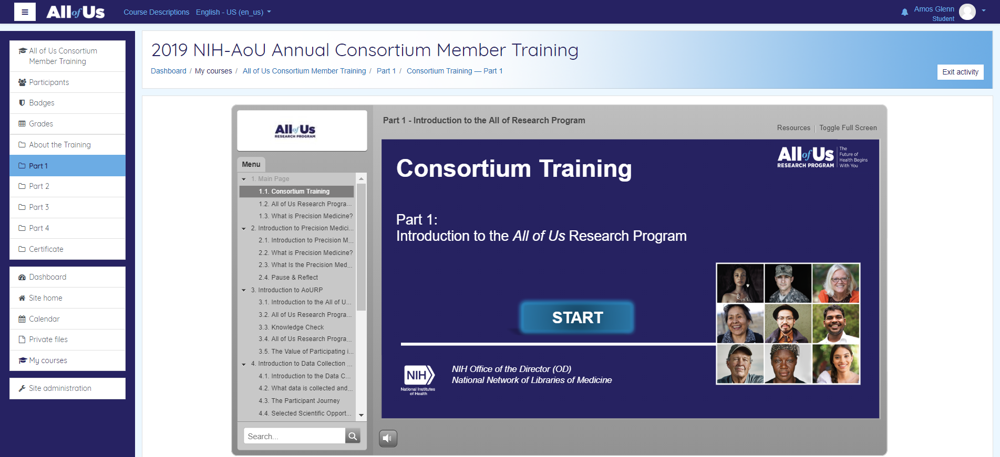 All of Us
Course Descriptions
English - US (en_us)
Amos Glenn
Student
All of Us Consortium
Member Training
Participants
Badges
Grades
About the Training
Part 1
Part 2
Part 3
Part 4
Certificate
Dashboard
Site home
Calendar
Private files
My courses
Site administration
2019 NIH-AoU Annual Consortium Member Training
Dashboard / My courses / All of Us Consortium Member Training / Part 1 / Consortium Training — Part 1
Exit activity
All of Us
RESEARCH PROGRAM
Menu
1. Main Page
1.1. Consortium Training
1.2. All of Us Research Progra...
1.3. What is Precision Medicine?
2. Introduction to Precision Medici...
2.1. Introduction to Precision M...
2.2. What is Precision Medicine?
2.3. What Is the Precision Med...
2.4. Pause & Reflect
3. Introduction to AoURP
3.1. Introduction to the All of U...
3.2. All of Us Research Progra...
3.3. Knowledge Check
3.4. All of Us Research Progra...
3.5. The Value of Participating i...
4. Introduction to Data Collection ...
4.1. Introduction to the Data C...
4.2. What data is collected and...
4.3. The Participant Journey
4.4. Selected Scientific Opport...
Search...
Part 1 - Introduction to the All of Research Program
Resources
Toggle Full Screen
All of Us
RESEARCH PROGRAM
The
Future of
Health Begins
With You
Consortium Training
Part 1:
Introduction to the All of Us Research Program
START
NIH
National Institutes
of Health
NIH Office of the Director (OD)
National Network of Libraries of Medicine